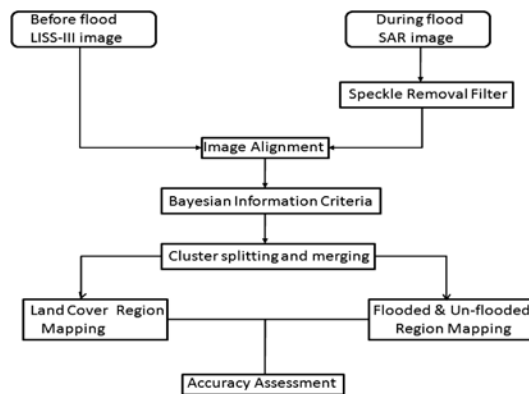 Before flood
LISS-III image
During flood
SAR image
Speckle Removal Filter
Image Alignment
Bayesian Information Criteria
Cluster splitting and merging
Land Cover Region
Mapping
Flooded & Un-flooded
Region Mapping
Accuracy Assessment